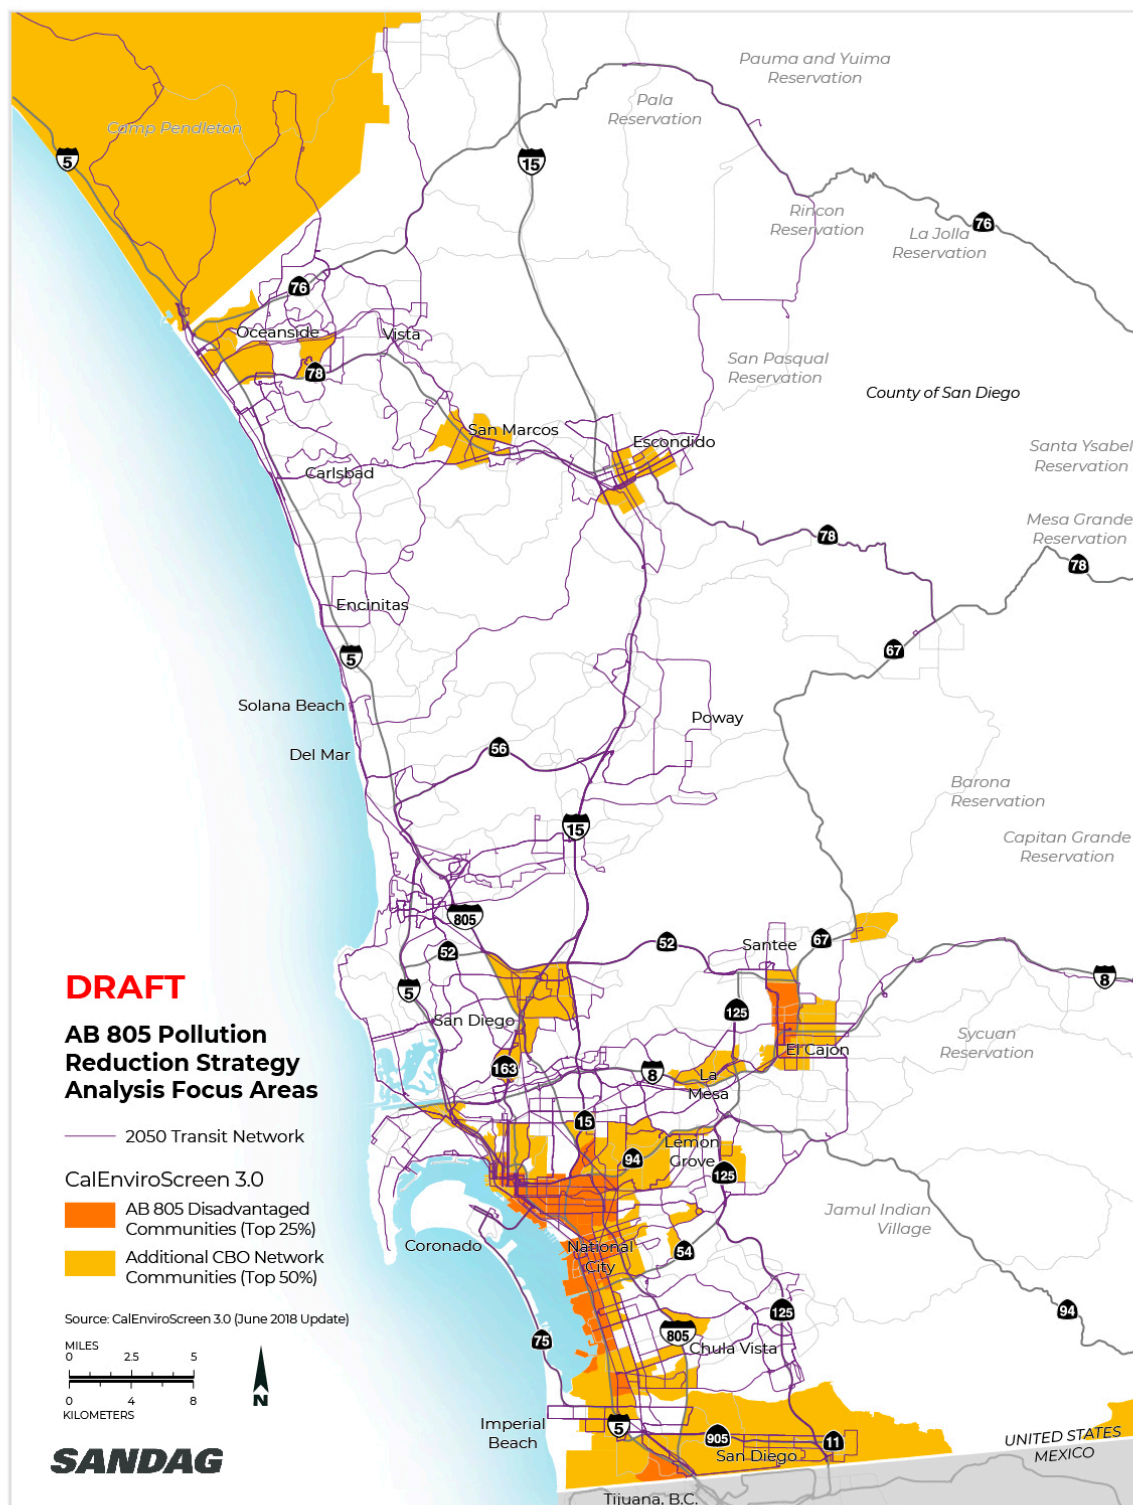 Pauma and Yuima
Reservation
Pala
Reservation
Camp Pendleton
5
15
Rincon
Reservation
La Jolla
Reservation
76
76
Oceanside
Vista
78
San Pasqual
Reservation
County of San Diego
San Marcos
Escondido
Santa Ysabel
Reservation
Carlsbad
Mesa Grande
Reservation
78
78
Encinitas
5
67
Solana Beach
Poway
Del Mar
56
Barona
Reservation
15
Capitan Grande
Reservation
805
52
52
Santee
67
5
8
125
San Diego
El Cajon
Sycuan
Reservation
163
8
La
Mesa
15
Lemon
Grove
94
125
Jamul Indian
Village
Coronado
National
City
54
125
94
75
805
Chula Vista
Imperial
Beach
5
905
San Diego
11
UNITED STATES
MEXICO
Tijuana, B.C.
DRAFT
AB 805 Pollution
Reduction Strategy
Analysis Focus Areas
2050 Transit Network
CalEnviroScreen 3.0
AB 805 Disadvantaged
Communities (Top 25%)
Additional CBO Network
Communities (Top 50%)
Source: CalEnviroScreen 3.0 (June 2018 Update)
MILES
0 2.5 5
0 4 8
KILOMETERS
N
SANDAG